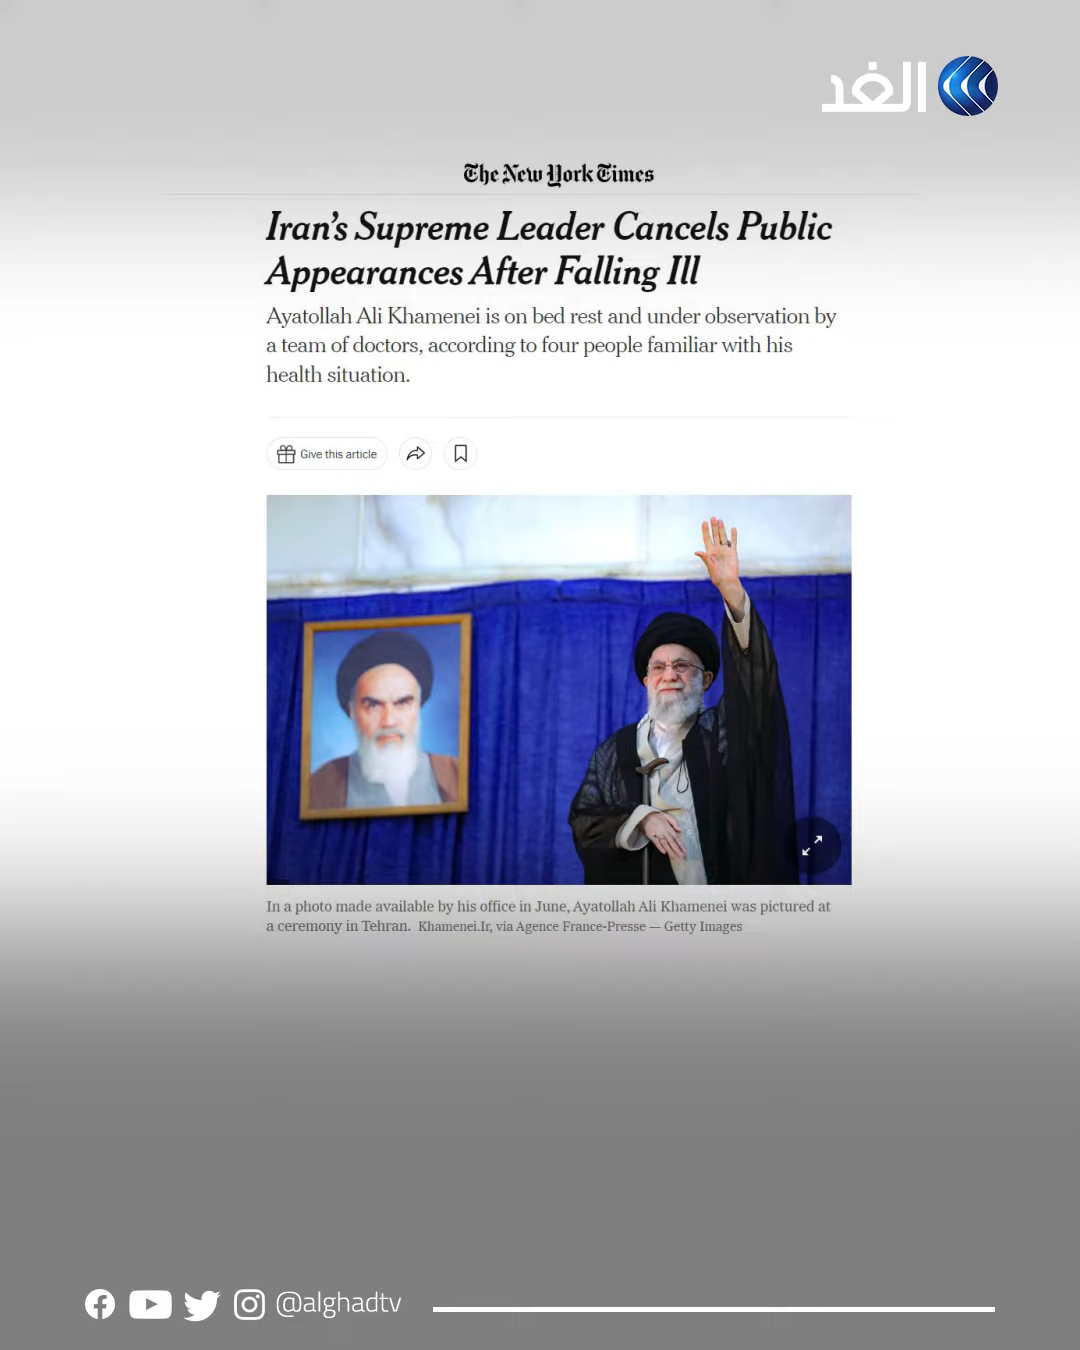 الغد
The New York Times
Iran's Supreme Leader Cancels Public
Appearances After Falling Ill
Ayatollah Ali Khamenei is on bed rest and under observation by
a team of doctors, according to four people familiar with his
health situation.
Give this article
In a photo made available by his office in June, Ayatollah Ali Khamenei was pictured at
a ceremony in Tehran. Khamenei.Ir, via Agence France-Presse — Getty Images
@alghadtv